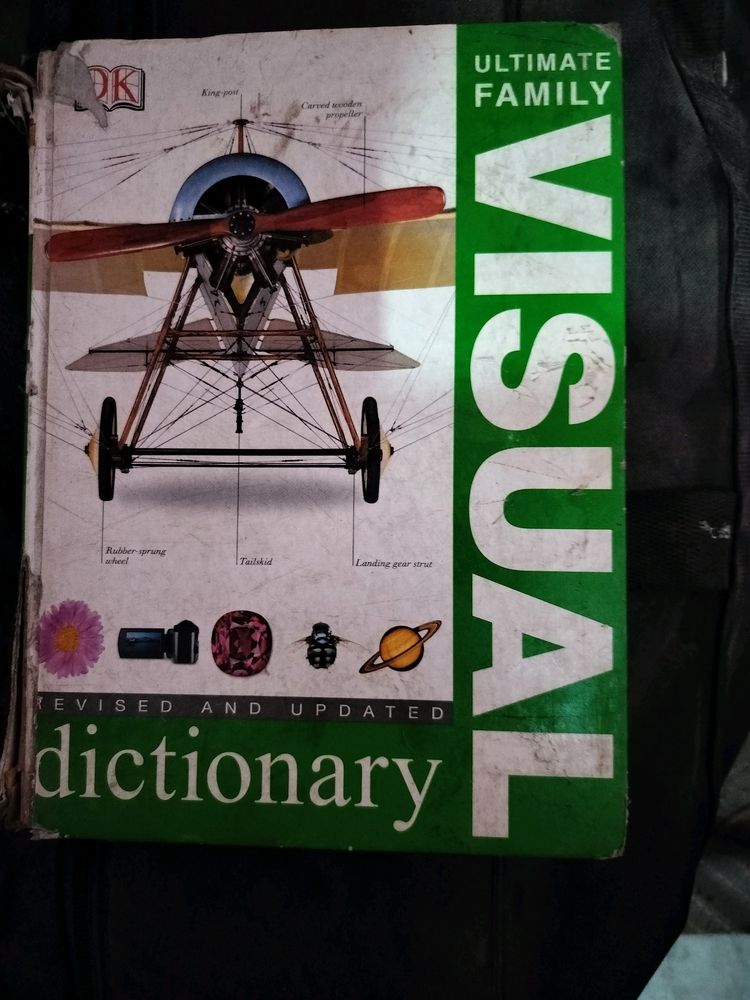 DK
ULTIMATE
FAMILY
VISUAL
King-post
Carved wooden
propeller
Rubber-sprung
wheel
Tailskid
Landing gear strut
REVISED AND UPDATED
dictionary